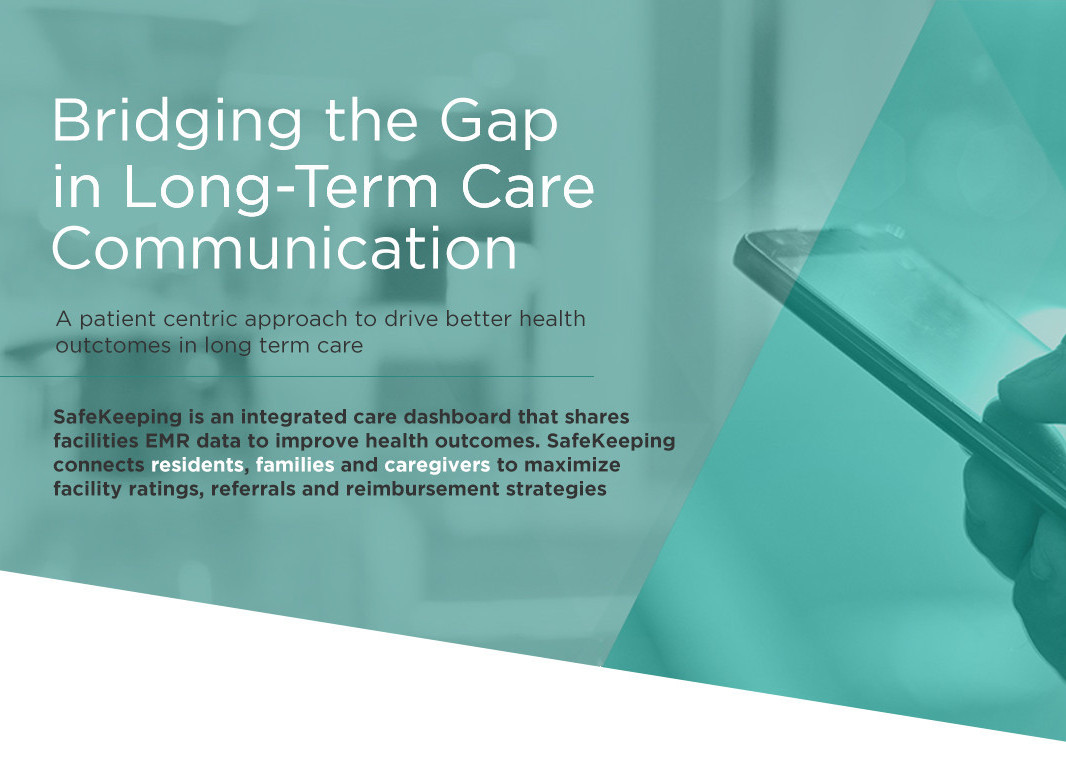 Bridging the Gap
in Long-Term Care
Communication
A patient centric approach to drive better health
outctomes in long term care
SafeKeeping is an integrated care dashboard that shares
facilities EMR data to improve health outcomes. SafeKeeping
connects residents, families and caregivers to maximize
facility ratings, referrals and reimbursement strategies